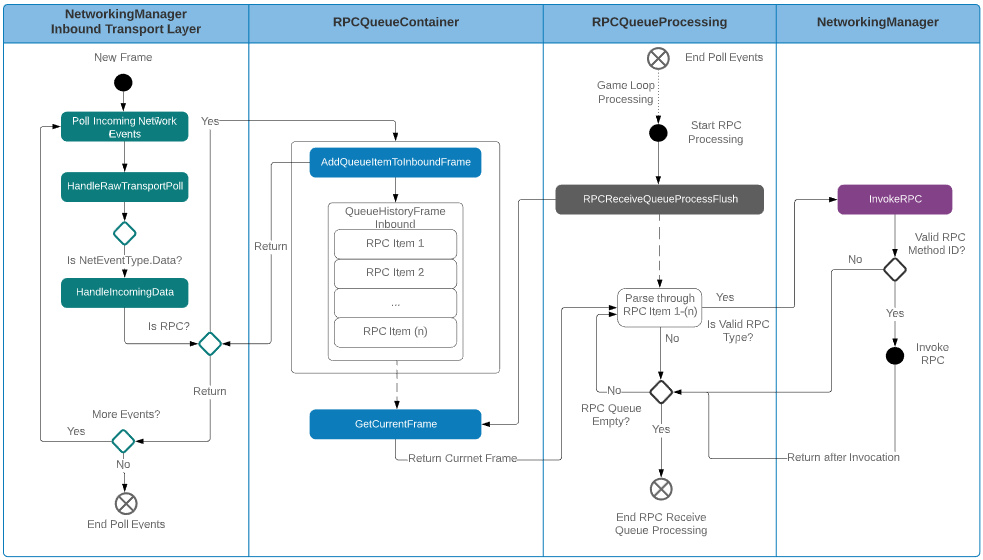 NetworkingManager
Inbound Transport Layer
RPCQueueContainer
RPCQueueProcessing
NetworkingManager
New Frame
Poll Incoming Network
Events
HandleRawTransportPoll
Is NetEventType.Data?
HandleIncomingData
Is RPC?
Return
More Events?
Yes
No
End Poll Events
Yes
AddQueueItemToInboundFrame
QueueHistoryFrame
Inbound
RPC Item 1
RPC Item 2
...
RPC Item (n)
Return
GetCurrentFrame
Return Currnet Frame
End Poll Events
Game Loop
Processing
Start RPC
Processing
RPCReceiveQueueProcessFlush
Parse through
RPC Item 1-(n)
Yes
Is Valid RPC
Type?
No
No
RPC Queue
Empty?
Yes
End RPC Receive
Queue Processing
InvokeRPC
Valid RPC
Method ID?
No
Yes
Invoke
RPC
Return after Invocation